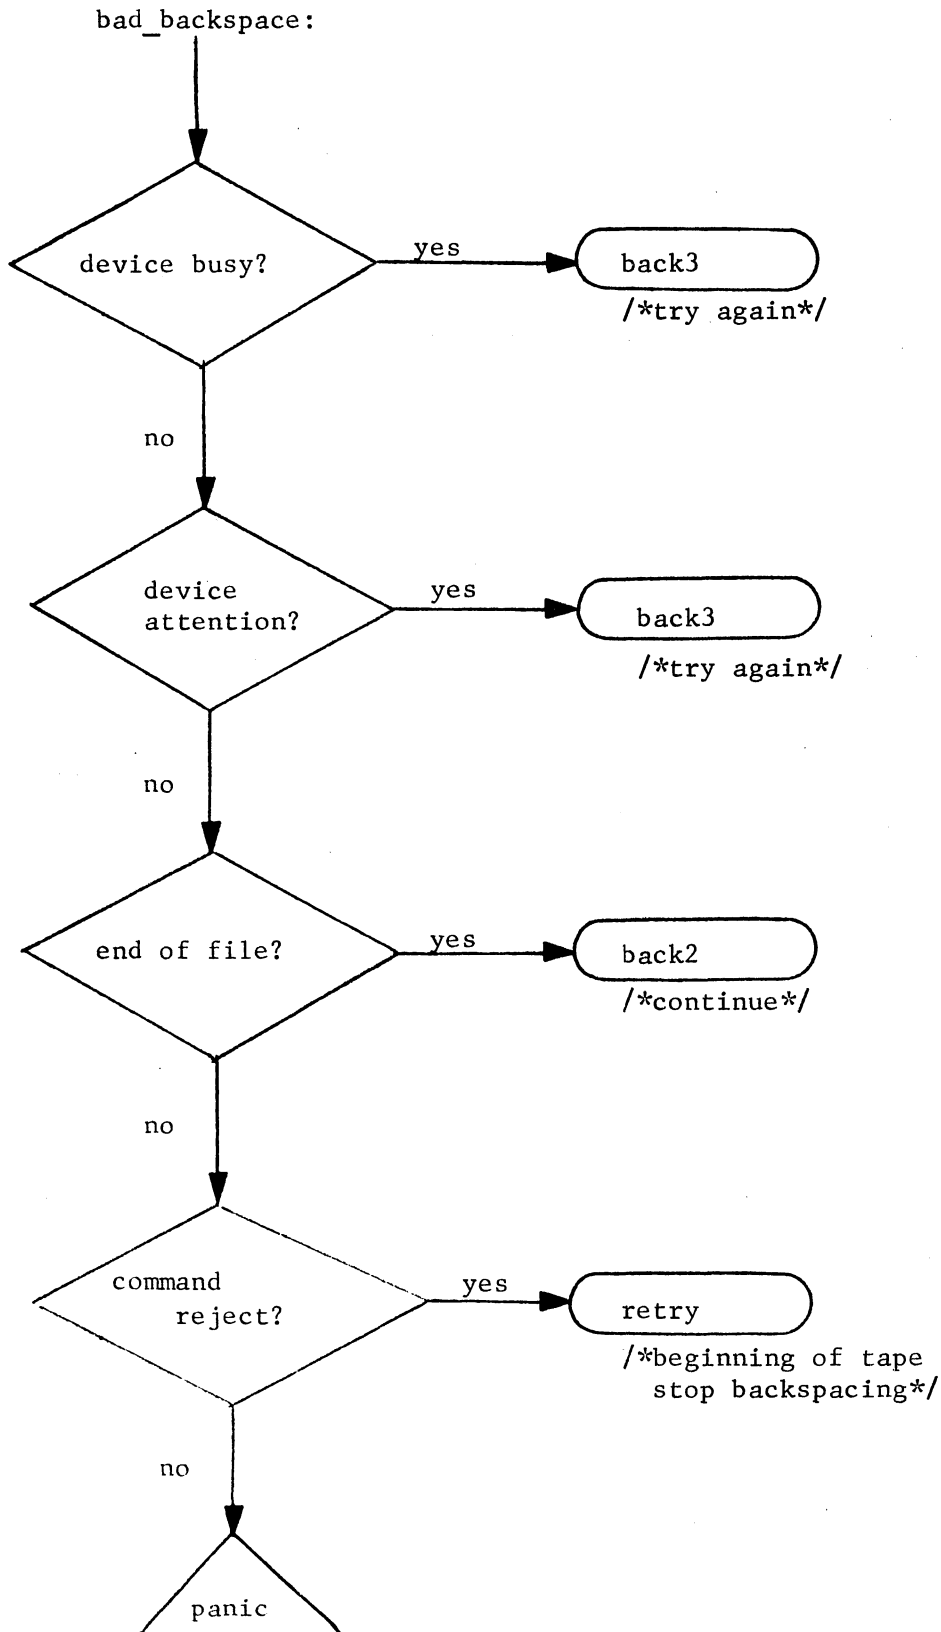 bad_backspace:
device busy?
yes
back3
/*try again*/
no
device
attention?
yes
back3
/*try again*/
no
end of file?
yes
back2
/*continue*/
no
command
reject?
yes
retry
/*beginning of tape
stop backspacing*/
no
panic